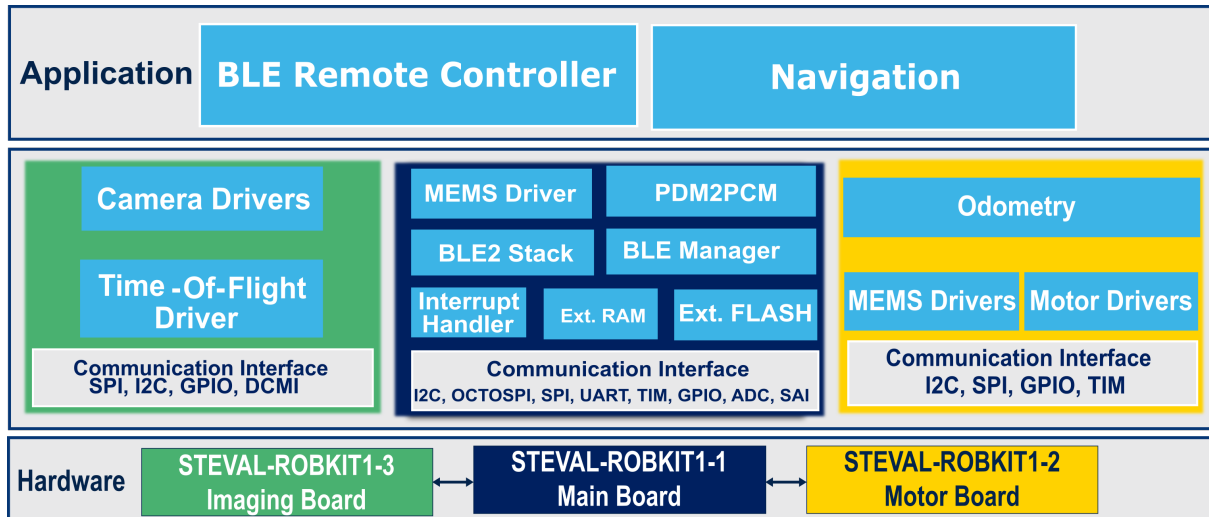 Application
BLE Remote Controller
Navigation
Camera Drivers
Time -Of-Flight
Driver
Communication Interface
SPI, I2C, GPIO, DCMI
MEMS Driver
PDM2PCM
BLE2 Stack
BLE Manager
Interrupt
Handler
Ext. RAM
Ext. FLASH
Communication Interface
I2C, OCTOSPI, SPI, UART, TIM, GPIO, ADC, SAI
Odometry
MEMS Drivers
Motor Drivers
Communication Interface
I2C, SPI, GPIO, TIM
Hardware
STEVAL-ROBKIT1-3
Imaging Board
STEVAL-ROBKIT1-1
Main Board
STEVAL-ROBKIT1-2
Motor Board